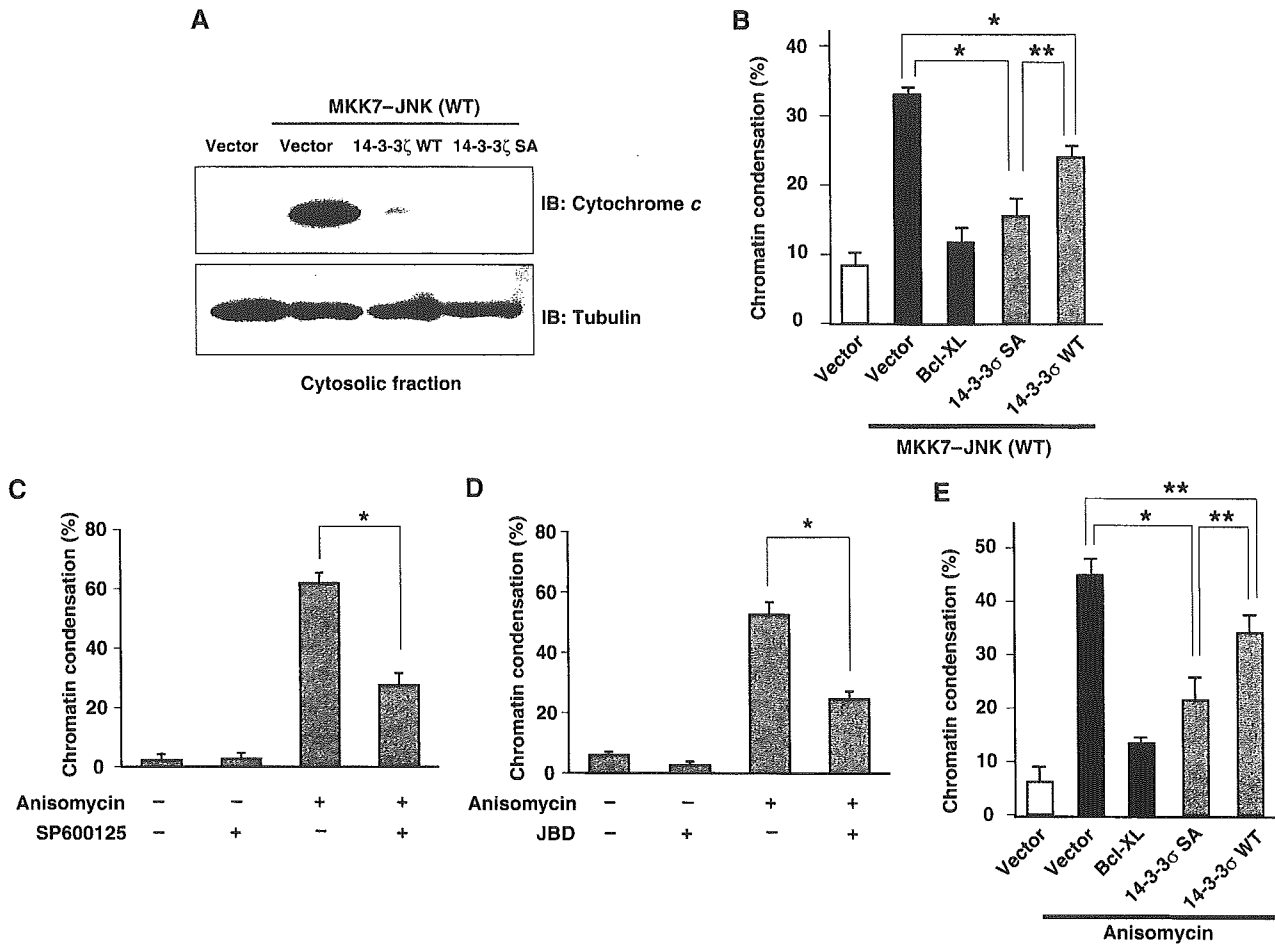 A
MKK7–JNK (WT)
Vector Vector 14-3-3ζ WT 14-3-3ζ SA
IB: Cytochrome c
IB: Tubulin
Cytosolic fraction
B
Chromatin condensation (%)
40
30
20
10
0
*
*
**
Vector
Vector
Bcl-XL
14-3-3σ SA
14-3-3σ WT
MKK7–JNK (WT)
C
Chromatin condensation (%)
80
60
40
20
0
*
Anisomycin – – + +
SP600125 – + – +
D
Chromatin condensation (%)
80
60
40
20
0
*
Anisomycin – – + +
JBD – + – +
E
Chromatin condensation (%)
50
40
30
20
10
0
**
*
**
Vector
Vector
Bcl-XL
14-3-3σ SA
14-3-3σ WT
Anisomycin